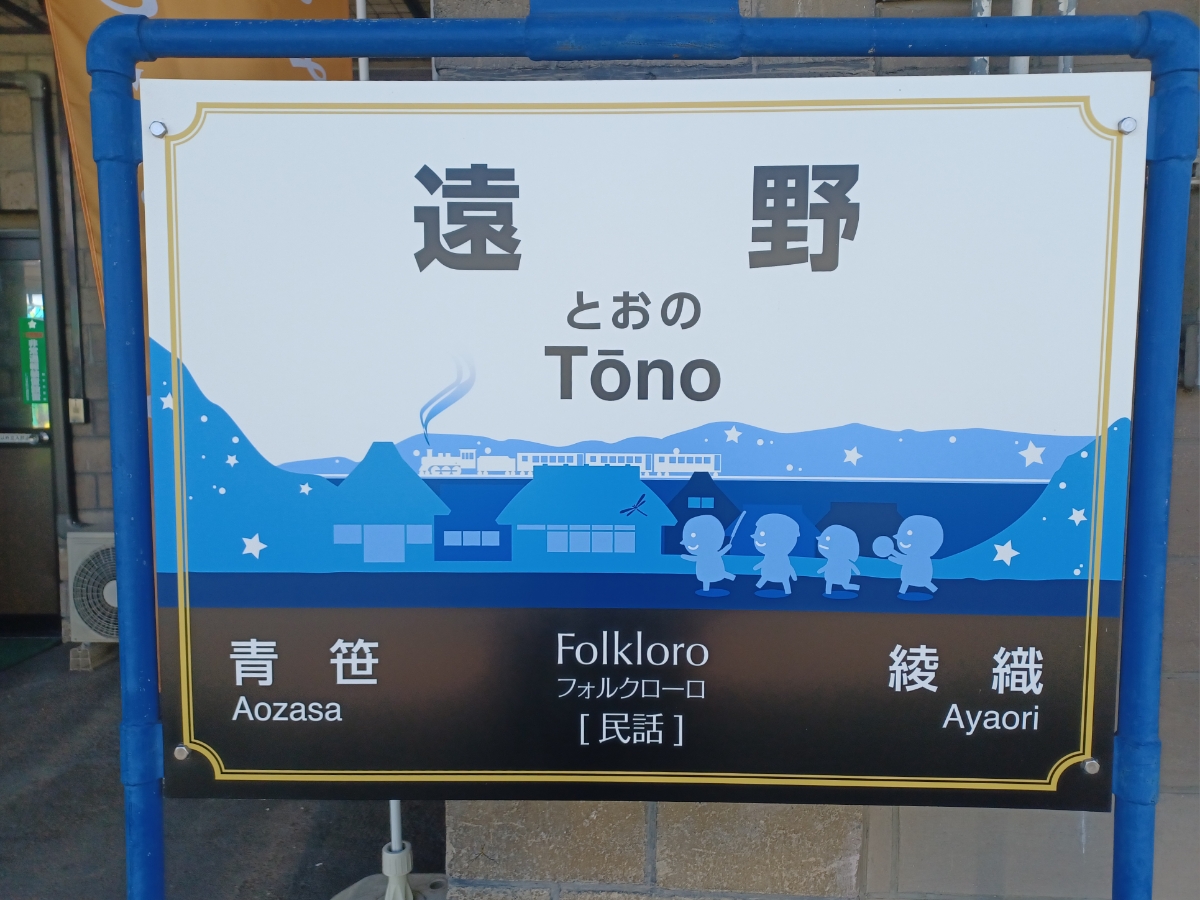 遠野
とおの
Tōno
青笹
Aozasa
Folkloro
フォルクローロ
[民話]
綾織
Ayaori